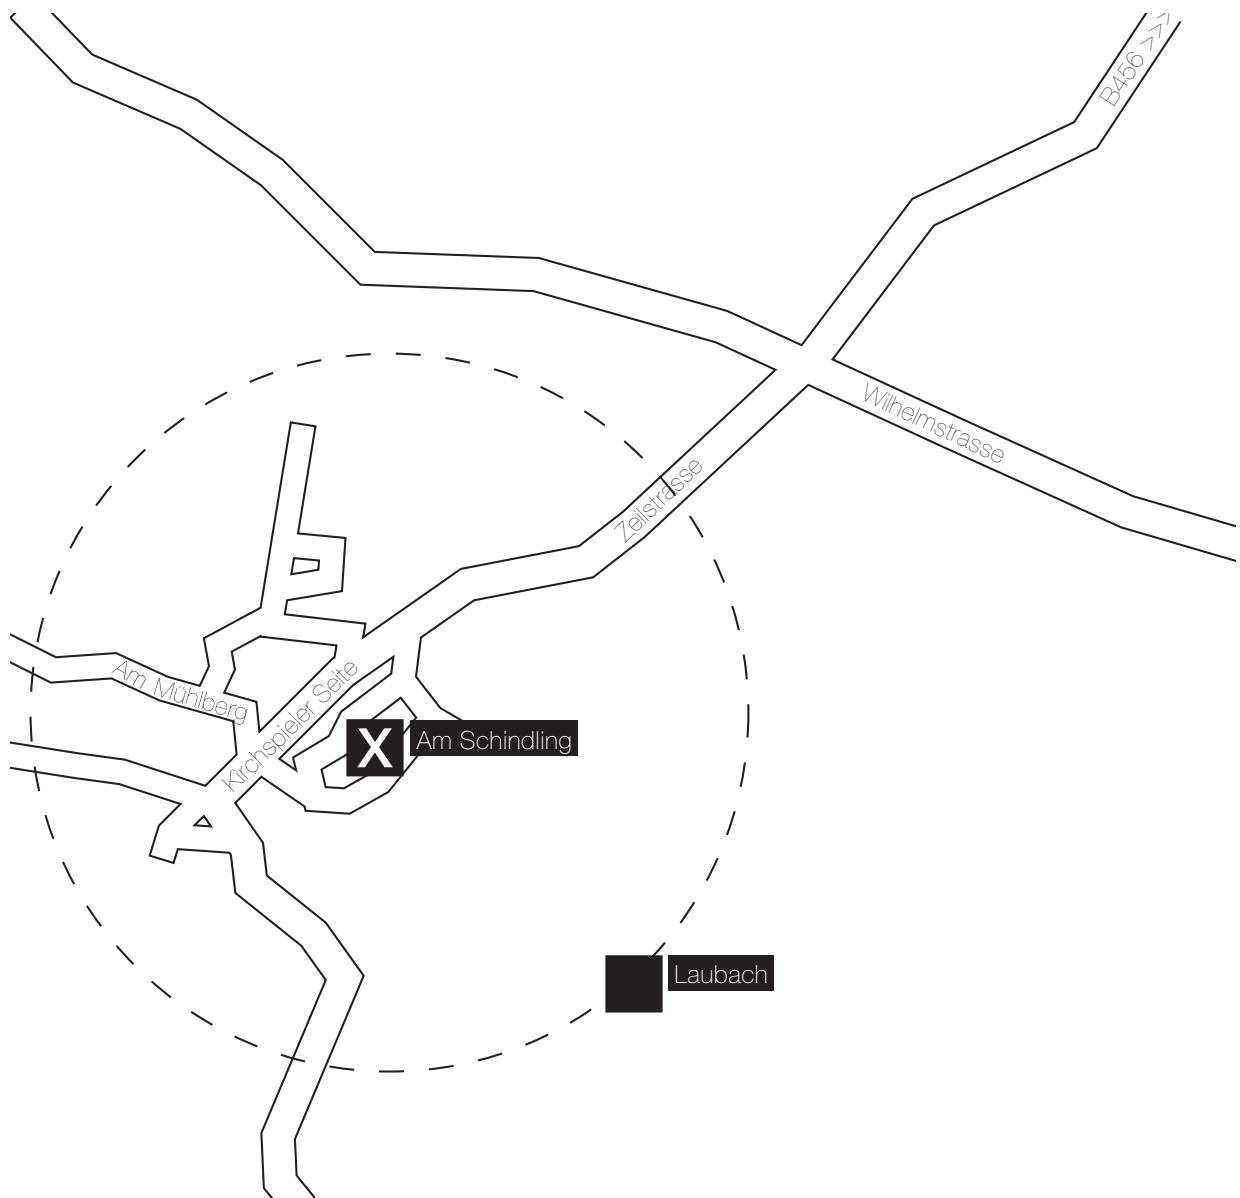 B456 >>>
Wilhelmstrasse
Zeilstrasse
Am Mühlberg
Kirchspieler Seite
X
Am Schindling
Laubach